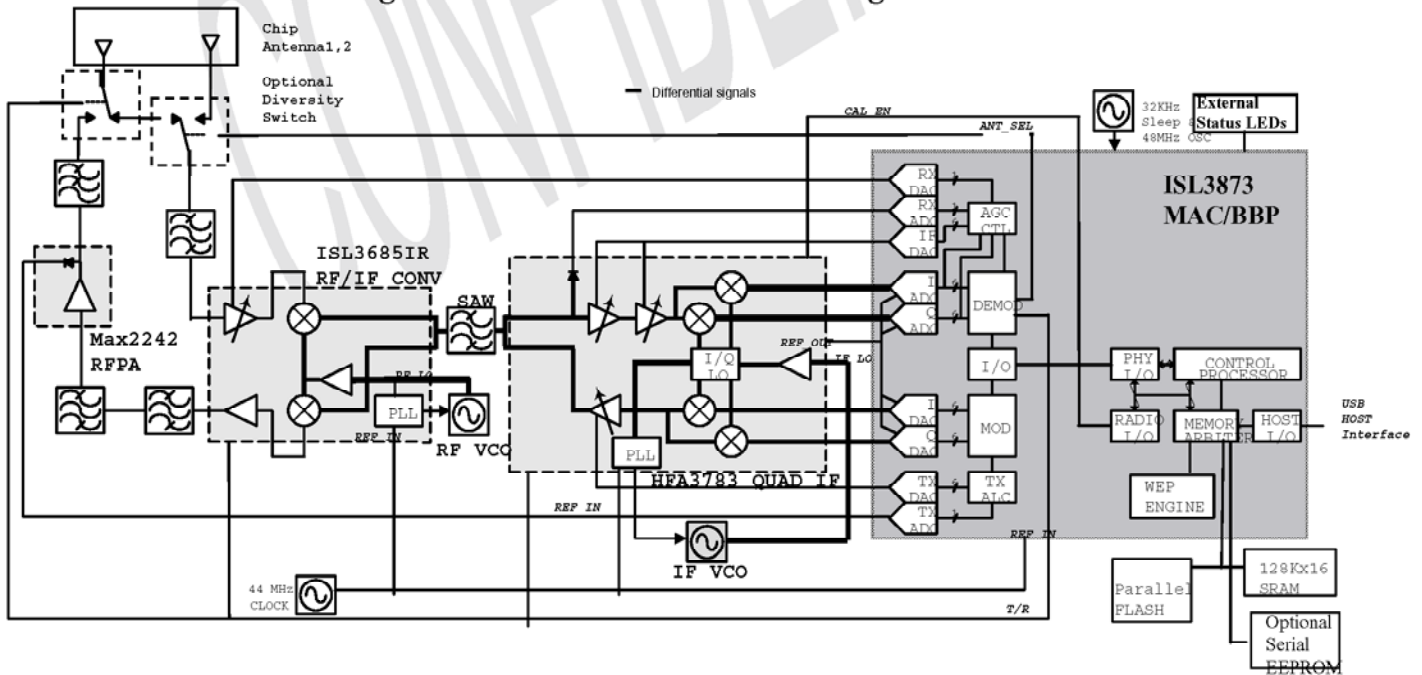 CONFIDE
Chip
Antenna1,2
Optional
Diversity
Switch
Differential signals
CAL_EN
ANT_SEL
32KHz
Sleep &
48MHz OSC
External
Status LEDs
ISL3873
MAC/BBP
RX
DAC
RX
ADC
IF
DAC
AGC
CTL
I
ADC
Q
ADC
DEMOD
I/O
I
DAC
Q
DAC
MOD
TX
DAC
TX
ADC
TX
ALC
REF IN
PHY
I/O
CONTROL
PROCESSOR
RADIO
I/O
MEMORY
ARBITER
HOST
I/O
WEP
ENGINE
USB
HOST
Interface
ISL3685IR
RF/IF CONV
SAW
Max2242
RFPA
RF LO
PLL
REF IN
RF VCO
I/Q
LO
REF OUT
IF LO
PLL
HFA3783 QUAD IF
REF IN
IF VCO
44 MHz
CLOCK
T/R
Parallel
FLASH
128Kx16
SRAM
Optional
Serial
EEPROM